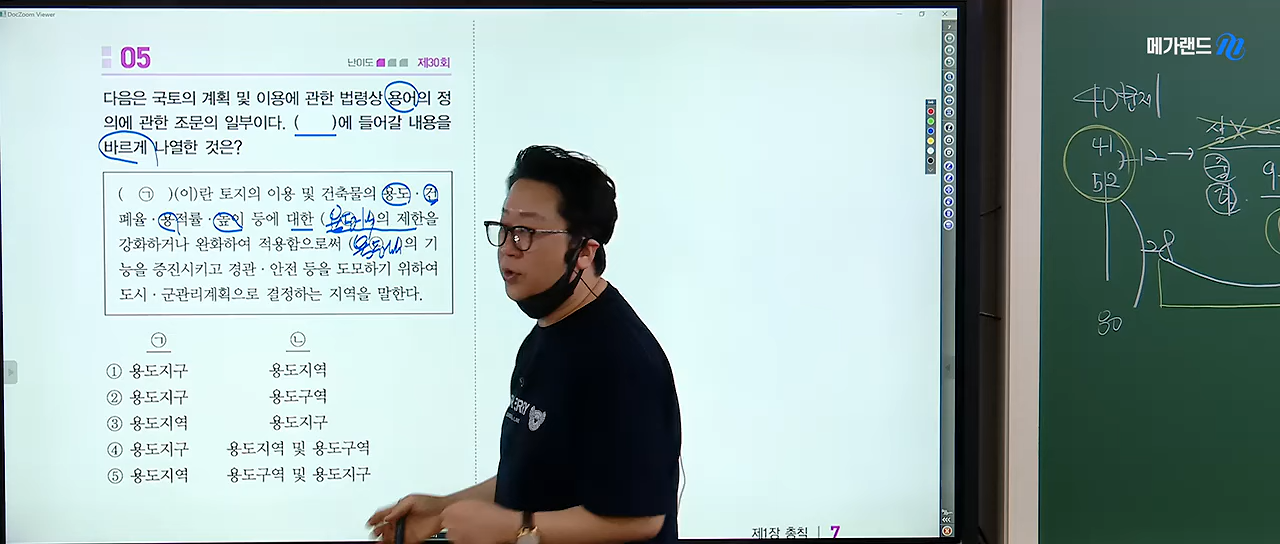 DocZoom Viewer
05
난이도
제30회
다음은 국토의 계획 및 이용에 관한 법령상 용어의 정
의에 관한 조문의 일부이다. ( )에 들어갈 내용을
바르게 나열한 것은?
( ㉠ )(이)란 토지의 이용 및 건축물의 용도·건
폐율·용적률·높이 등에 대한 ( 의 제한을
강화하거나 완화하여 적용함으로써 ( 의 기
능을 증진시키고 경관·안전 등을 도모하기 위하여
도시·군관리계획으로 결정하는 지역을 말한다.
㉠ ㉡
① 용도지구 용도지역
② 용도지구 용도구역
③ 용도지역 용도지구
④ 용도지구 용도지역 및 용도구역
⑤ 용도지역 용도구역 및 용도지구
제1장 총칙 7
메가랜드
40문제
41
52
12 →
28
80